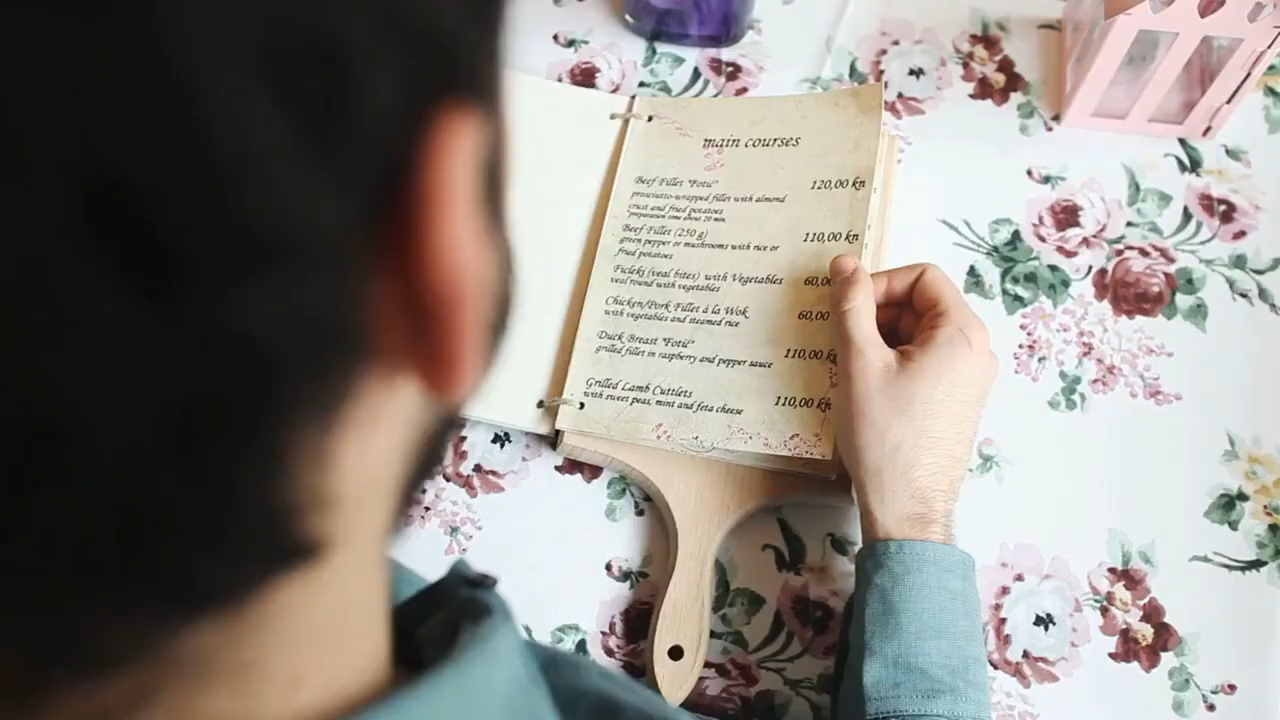 main courses
Beef Fillet "Fotić" 120,00 kn
prosciutto-wrapped fillet with almond
crust and fried potatoes
*preparation time about 20 min.
Beef Fillet (250 g) 110,00 kn
green pepper or mushrooms with rice or
fried potatoes
Ficleki (veal bites) with Vegetables 60,00
veal round with vegetables
Chicken/Pork Fillet á la Wok 60,00
with vegetables and steamed rice
Duck Breast "Fotić" 110,00 kn
grilled fillet in raspberry and pepper sauce
Grilled Lamb Cuttlets 110,00 kn
with sweet peas, mint and feta cheese